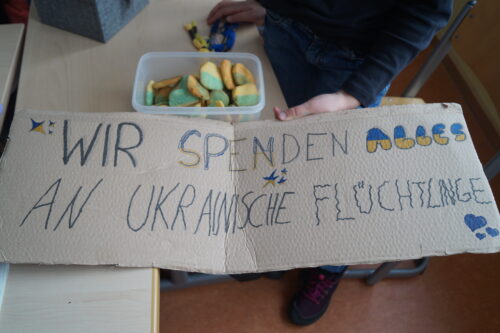 WIR SPENDEN ALLES
AN UKRAINISCHE FLÜCHTLINGE